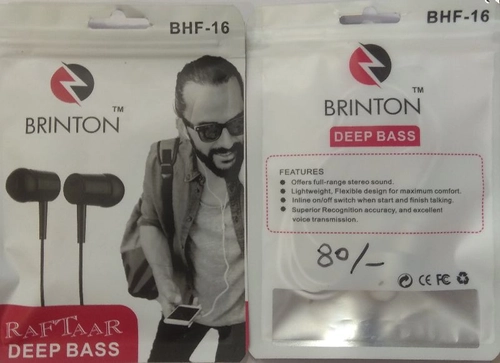 BHF-16
BRINTON™
RAFTAAR
DEEP BASS
BHF-16
BRINTON™
DEEP BASS
FEATURES
● Offers full-range stereo sound.
● Lightweight, Flexible design for maximum comfort.
● Inline on/off switch when start and finish talking.
● Superior Recognition accuracy, and excellent
voice transmission.
80/-
CE FC